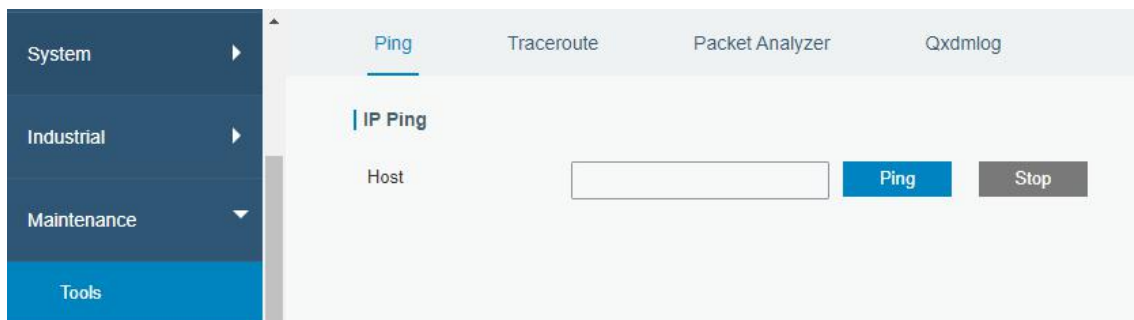 System
Industrial
Maintenance
Tools
Ping Traceroute Packet Analyzer Qxdmlog
IP Ping
Host Ping Stop